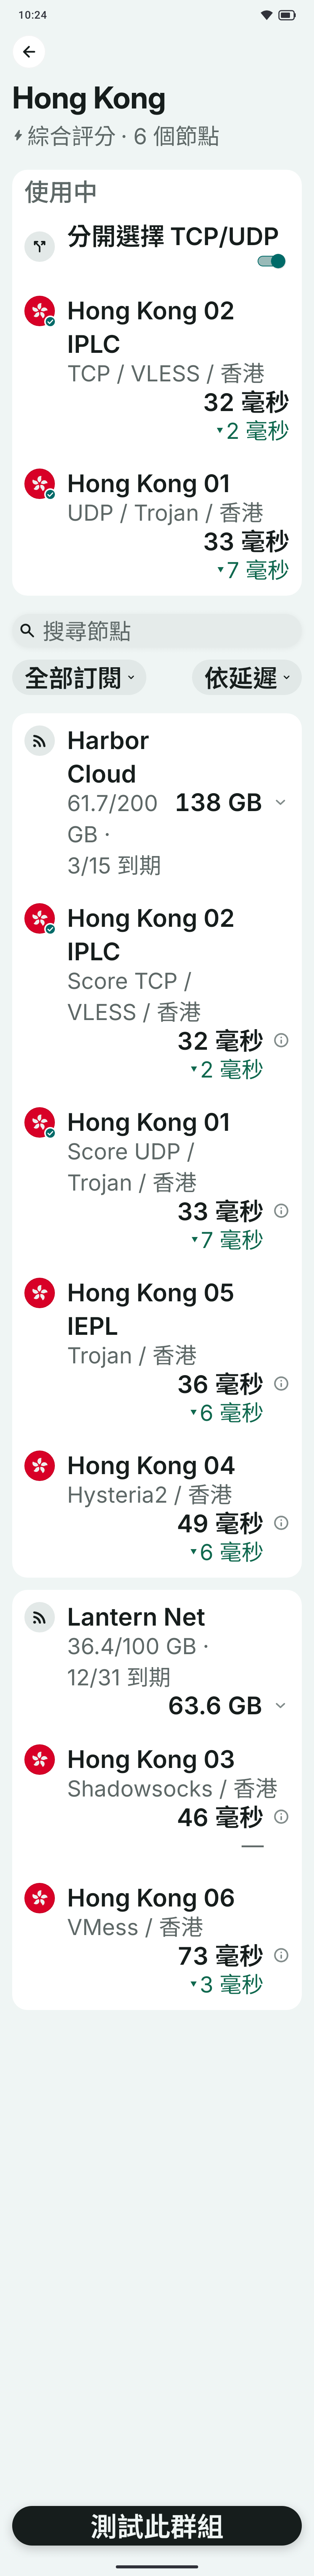 10:24
Hong Kong
綜合評分 · 6 個節點
使用中
分開選擇 TCP/UDP
Hong Kong 02
IPLC
TCP / VLESS / 香港
32 毫秒
▼2 毫秒
Hong Kong 01
UDP / Trojan / 香港
33 毫秒
▼7 毫秒
搜尋節點
全部訂閱
依延遲
Harbor
Cloud
61.7/200
GB ·
3/15 到期
138 GB
Hong Kong 02
IPLC
Score TCP /
VLESS / 香港
32 毫秒
▼2 毫秒
Hong Kong 01
Score UDP /
Trojan / 香港
33 毫秒
▼7 毫秒
Hong Kong 05
IEPL
Trojan / 香港
36 毫秒
▼6 毫秒
Hong Kong 04
Hysteria2 / 香港
49 毫秒
▼6 毫秒
Lantern Net
36.4/100 GB ·
12/31 到期
63.6 GB
Hong Kong 03
Shadowsocks / 香港
46 毫秒
—
Hong Kong 06
VMess / 香港
73 毫秒
▼3 毫秒
測試此群組